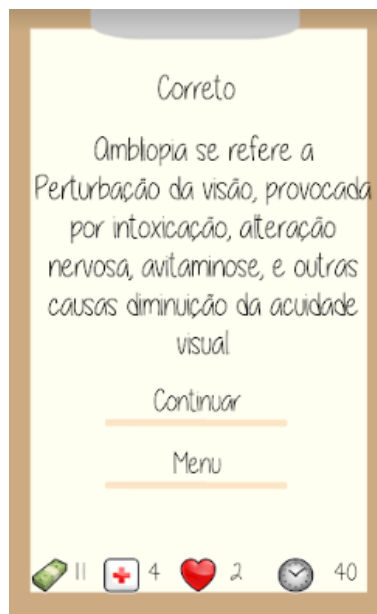 Correto
Ambliopia se refere a
Perturbação da visão, provocada
por intoxicação, alteração
nervosa, avitaminose, e outras
causas diminuição da acuidade
visual
Continuar
Menu
11 4 2 40